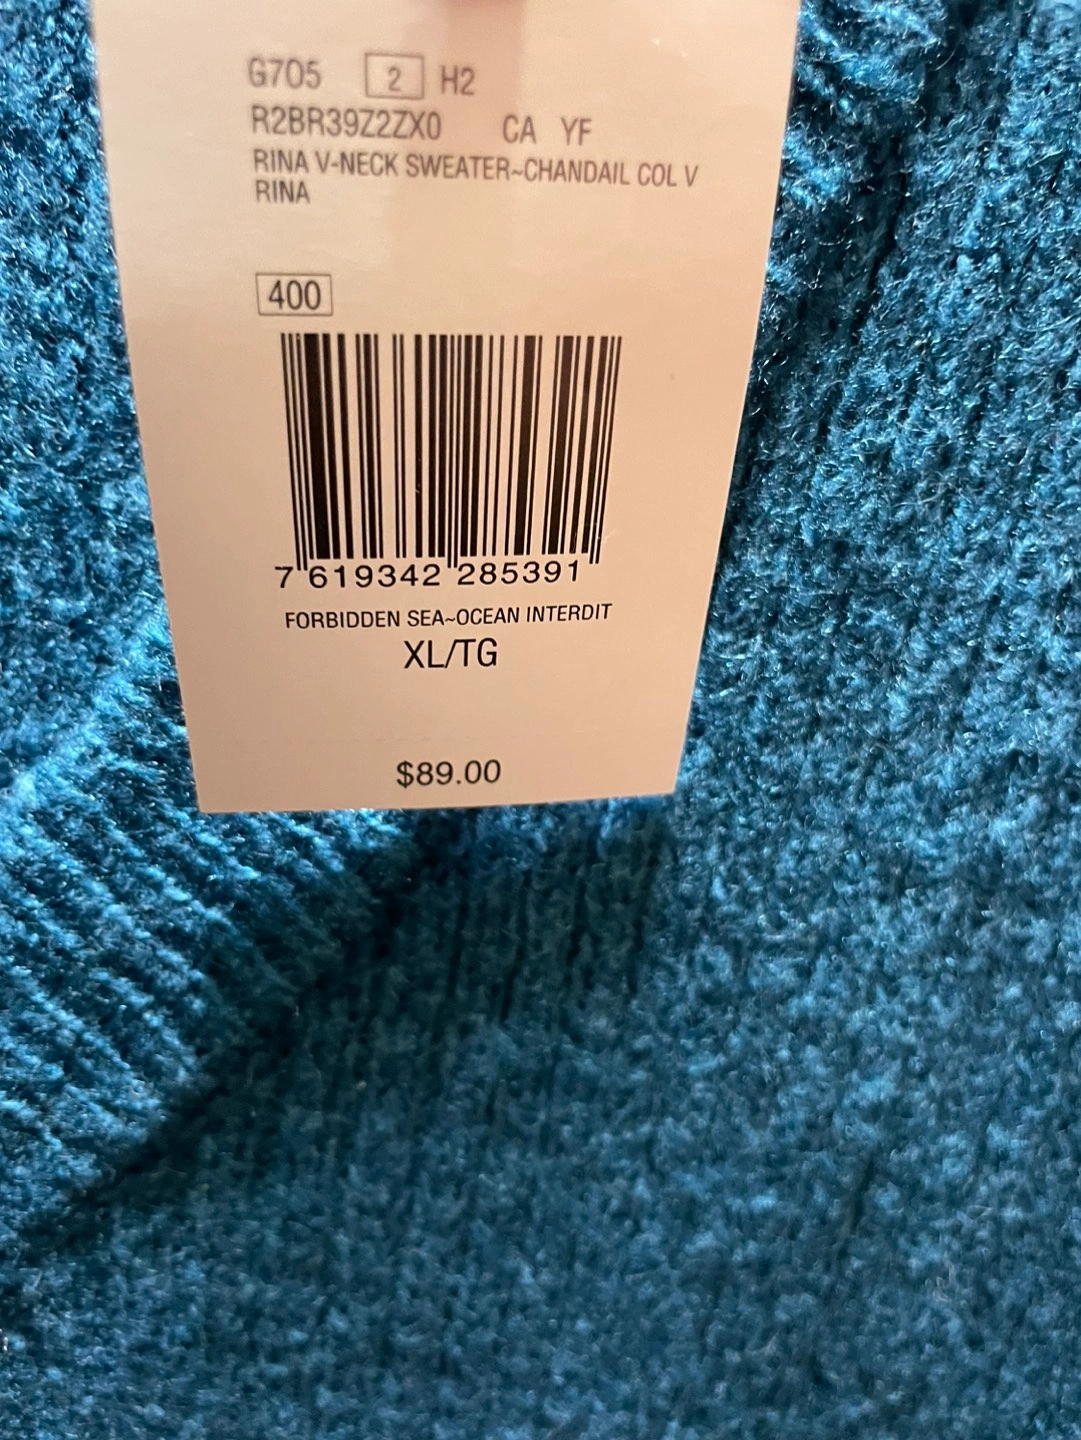 G7O5 2 H2
R2BR39Z2ZX0 CA YF
RINA V-NECK SWEATER~CHANDAIL COL V
RINA
400
7 619342 285391
FORBIDDEN SEA~OCEAN INTERDIT
XL/TG
$89.00